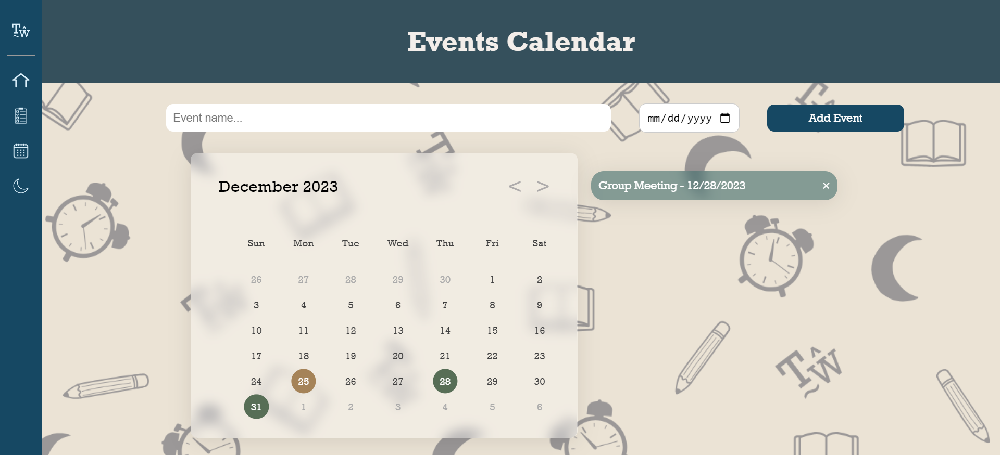 TW
Events Calendar
Event name...
mm/dd/yyyy
Add Event
December 2023 < >
Group Meeting - 12/28/2023 ×
Sun Mon Tue Wed Thu Fri Sat
26 27 28 29 30 1 2
3 4 5 6 7 8 9
10 11 12 13 14 15 16
17 18 19 20 21 22 23
24 25 26 27 28 29 30
31 1 2 3 4 5 6
TW